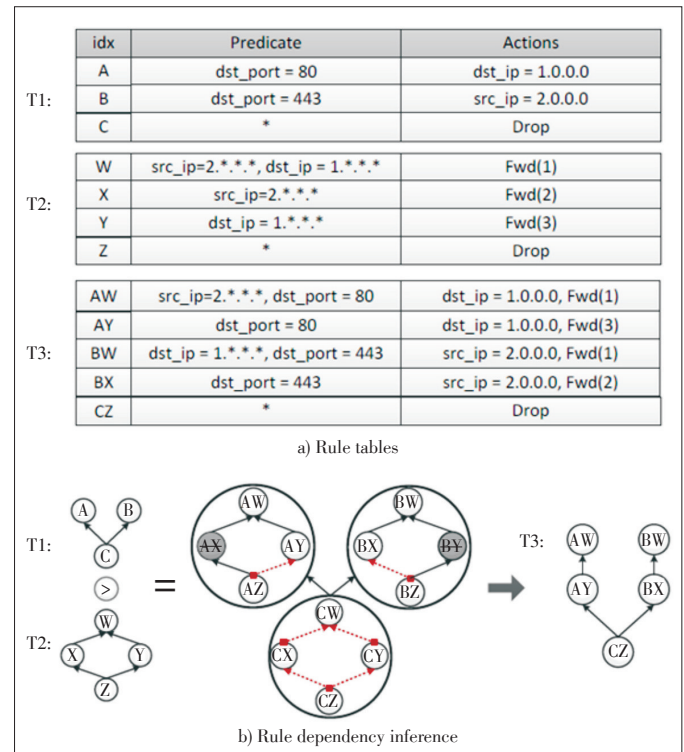 idx Predicate Actions
T1:
A dst_port = 80 dst_ip = 1.0.0.0
B dst_port = 443 src_ip = 2.0.0.0
C * Drop
T2:
W src_ip=2.*.*.*, dst_ip = 1.*.*.* Fwd(1)
X src_ip=2.*.*.* Fwd(2)
Y dst_ip = 1.*.*.* Fwd(3)
Z * Drop
T3:
AW src_ip=2.*.*.*, dst_port = 80 dst_ip = 1.0.0.0, Fwd(1)
AY dst_port = 80 dst_ip = 1.0.0.0, Fwd(3)
BW dst_ip = 1.*.*.*, dst_port = 443 src_ip = 2.0.0.0, Fwd(1)
BX dst_port = 443 src_ip = 2.0.0.0, Fwd(2)
CZ * Drop
a) Rule tables
T1:
A B
C
>
T2:
W
X Y
Z
=
AW
AX AY
AZ
BW
BX BY
BZ
CW
CX CY
CZ
T3:
AW BW
AY BX
CZ
b) Rule dependency inference